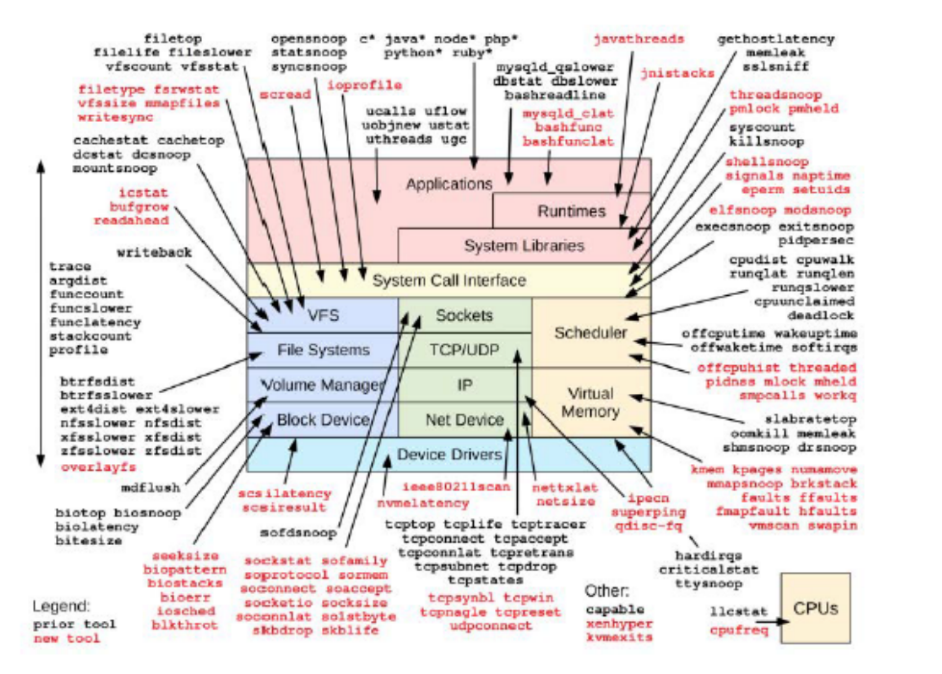 filetop
filelife fileslower
vfscount vfsstat
opensnoop
statsnoop
syncsnoop
c* java* node* php*
python* ruby*
javathreads
gethostlatency
memleak
sslsniff
mysqld_qslower
dbstat dbslower
bashreadline
jnistacks
filetype fsrwstat
vfssize mmapfiles
writesync
scread
ioprofile
ucalls uflow
uobjnew ustat
uthreads ugc
mysqld_clat
bashfunc
bashfunclat
threadsnoop
pmlock pmheld
syscount
killsnoop
cachestat cachetop
dcstat dcsnoop
mountsnoop
shellsnoop
signals naptime
eperm setuids
icstat
bufgrow
readahead
elfsnoop modsnoop
execsnoop exitsnoop
pidpersec
writeback
cpudist cpuwalk
runqlat runqlen
runqslower
cpuunclaimed
deadlock
trace
argdist
funccount
funcslower
funclatency
stackcount
profile
offcputime wakeuptime
offwaketime softirqs
offcpuhist threaded
pidnss mlock mheld
smpcalls workq
Applications
Runtimes
System Libraries
System Call Interface
VFS
Sockets
Scheduler
File Systems
TCP/UDP
Volume Manager
IP
Virtual
Memory
Block Device
Net Device
Device Drivers
btrfsdist
btrfsslower
ext4dist ext4slower
nfsslower nfsdist
xfsslower xfsdist
zfsslower zfsdist
overlayfs
slabratetop
oomkill memleak
shmsnoop drsnoop
kmem kpages numamove
mmapsnoop brkstack
faults ffaults
fmapfault hfaults
vmscan swapin
mdflush
scsilatency
scsiresult
ieee80211scan
nvmelatency
nettxlat
netsize
ipecn
superping
qdisc-fq
biotop biosnoop
biolatency
bitesize
sofdsnoop
tcptop tcplife tcptracer
tcpconnect tcpaccept
tcpconnlat tcpretrans
tcpsubnet tcpdrop
tcpstates
tcpsynbl tcpwin
tcpnagle tcpreset
udpconnect
seeksize
biopattern
biostacks
bioerr
iosched
blkthrot
sockstat sofamily
soprotocol sormem
soconnect soaccept
socketio socksize
soconnlat solstbyte
skbdrop skblife
hardirqs
criticalstat
ttysnoop
Other:
capable
xenhyper
kvmexits
llcstat
cpufreq
CPUs
Legend:
prior tool
new tool